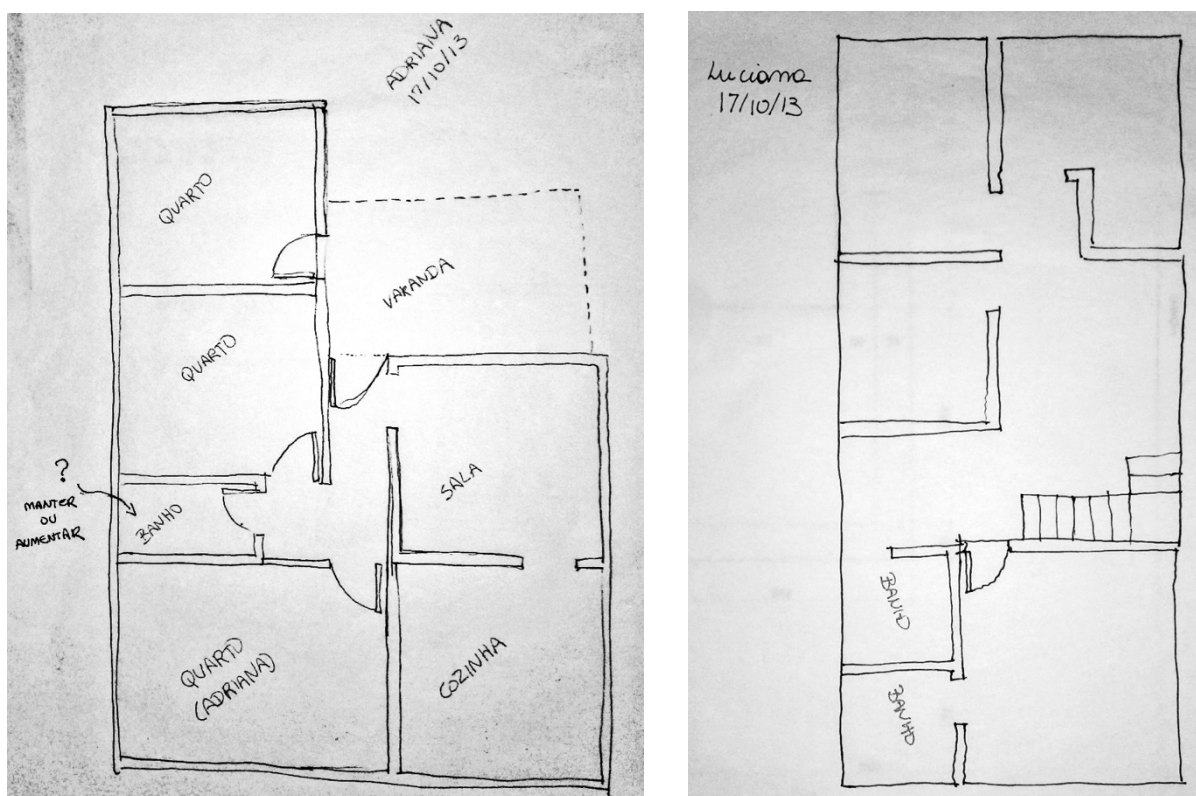 ADRIANA
17/10/13
QUARTO
VARANDA
QUARTO
?
MANTER
OU
AUMENTAR
BANHO
SALA
QUARTO
(ADRIANA)
COZINHA
Luciana
17/10/13
BANHO
BANHO